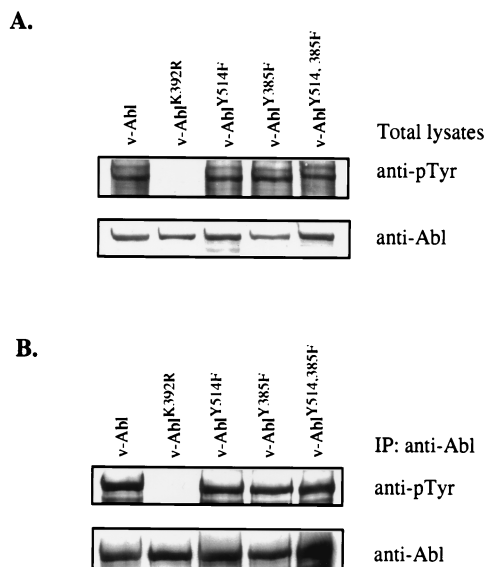 A.
v-Abl
v-AblK392R
v-AblY514F
v-AblY385F
v-AblY514, 385F
Total lysates
anti-pTyr
anti-Abl
B.
v-Abl
v-AblK392R
v-AblY514F
v-AblY385F
v-AblY514,385F
IP: anti-Abl
anti-pTyr
anti-Abl